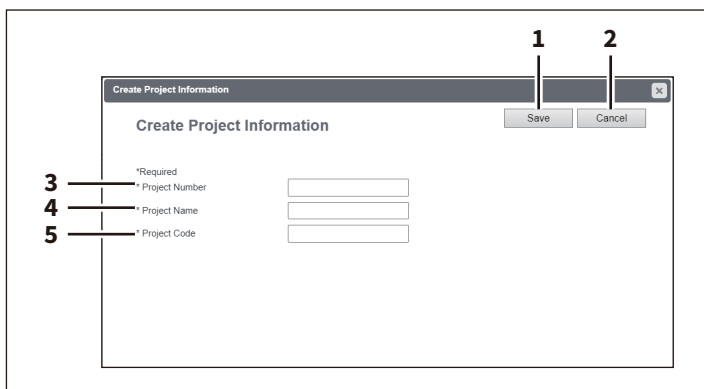 1 2
Create Project Information
Create Project Information
Save Cancel
*Required
3 * Project Number
4 * Project Name
5 * Project Code